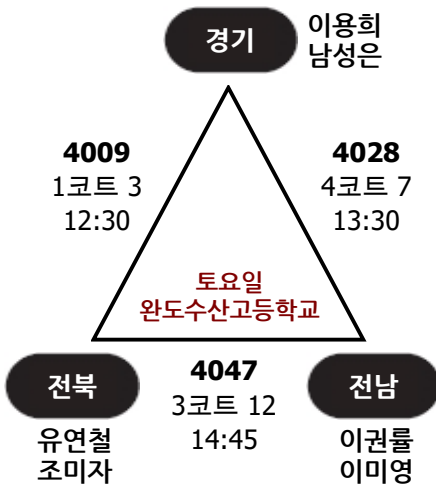 경기
이용희
남성은
4009
1코트 3
12:30
4028
4코트 7
13:30
토요일
완도수산고등학교
전북
유연철
조미자
4047
3코트 12
14:45
전남
이권률
이미영